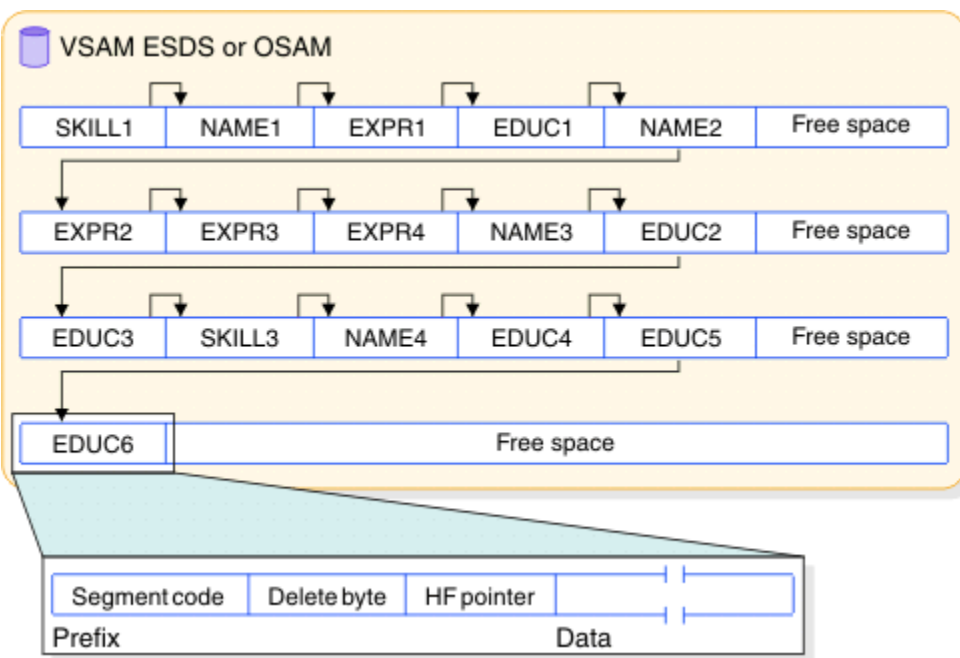 VSAM ESDS or OSAM
SKILL1 NAME1 EXPR1 EDUC1 NAME2 Free space
EXPR2 EXPR3 EXPR4 NAME3 EDUC2 Free space
EDUC3 SKILL3 NAME4 EDUC4 EDUC5 Free space
EDUC6 Free space
Segment code Delete byte HF pointer
Prefix Data